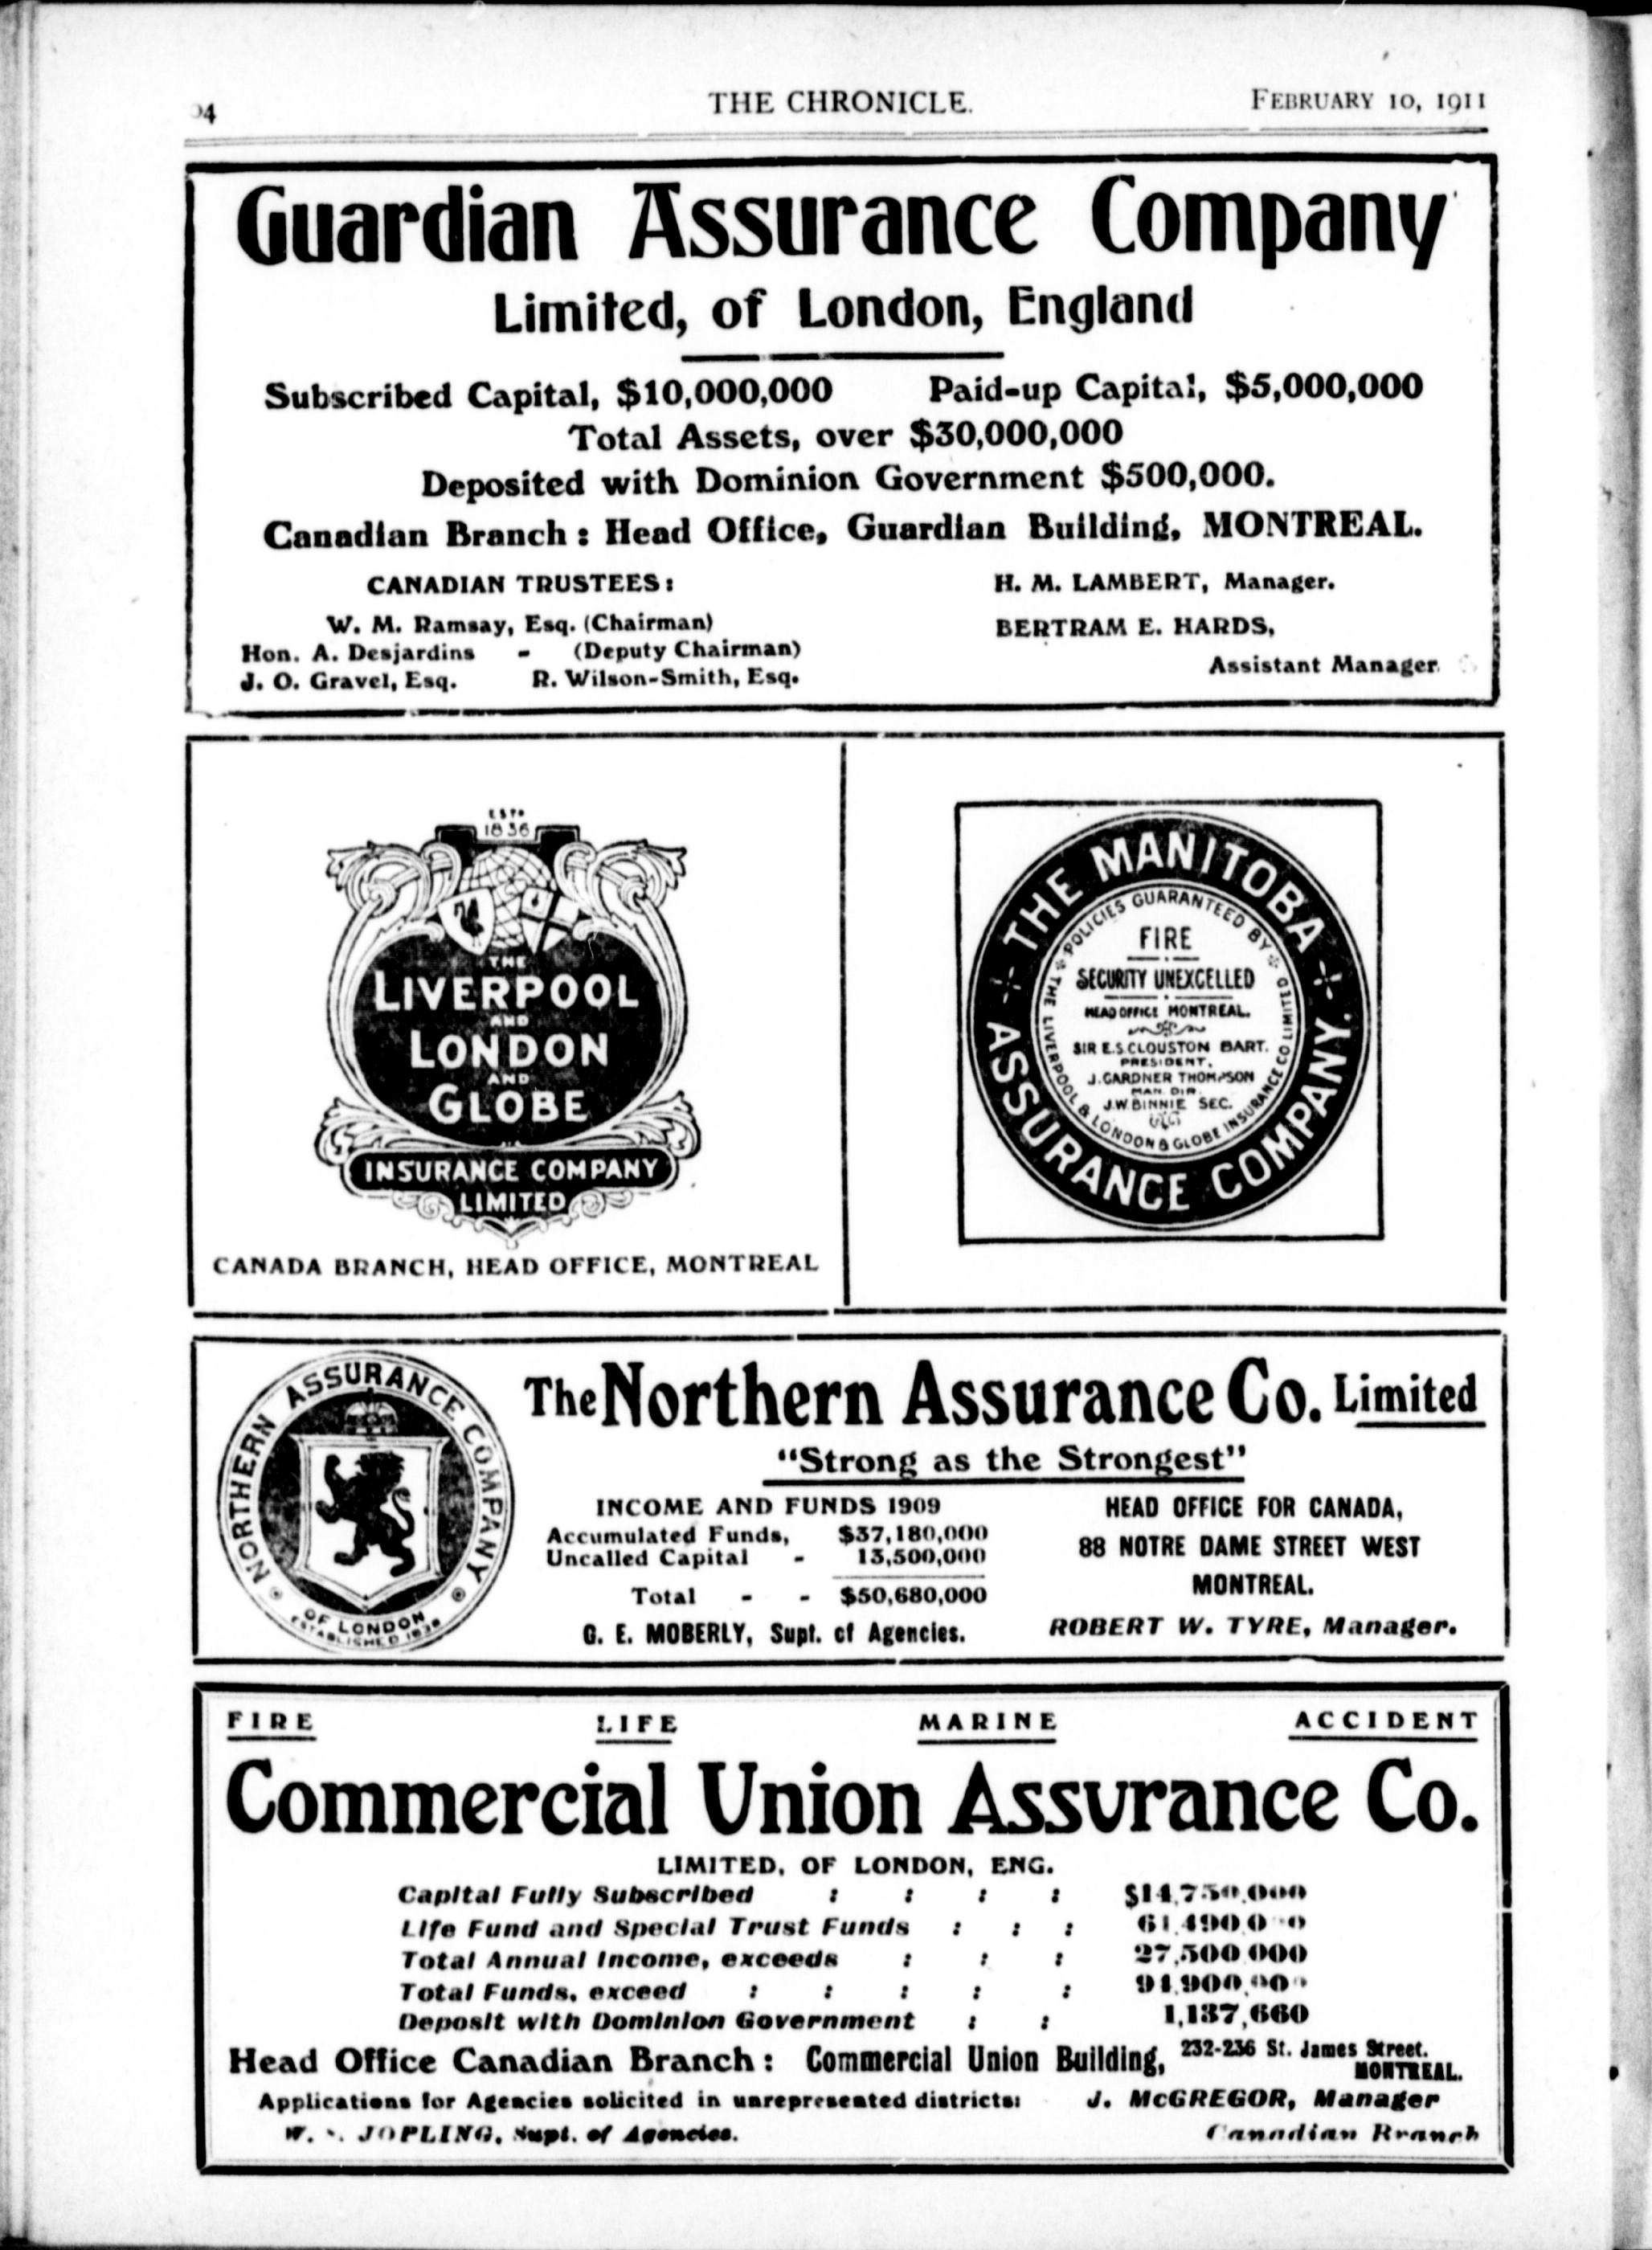 THE CHRONICLE.
FEBRUARY 10, 1911
Guardian Assurance Company
Limited, of London, England
Subscribed Capital, $10,000,000 Paid-up Capital, $5,000,000
Total Assets, over $30,000,000
Deposited with Dominion Government $500,000.
Canadian Branch: Head Office, Guardian Building, MONTREAL.
CANADIAN TRUSTEES:
W. M. Ramsay, Esq. (Chairman)
Hon. A. Desjardins - (Deputy Chairman)
J. O. Gravel, Esq. R. Wilson-Smith, Esq.
H. M. LAMBERT, Manager.
BERTRAM E. HARDS,
Assistant Manager
ESTD
1836
THE
LIVERPOOL
AND
LONDON
AND
GLOBE
INSURANCE COMPANY
LIMITED
CANADA BRANCH, HEAD OFFICE, MONTREAL
THE MANITOBA
ASSURANCE COMPANY.
POLICIES GUARANTEED BY
THE LIVERPOOL & LONDON & GLOBE INSURANCE CO LIMITED
FIRE
SECURITY UNEXCELLED
HEAD OFFICE MONTREAL.
SIR E.S. CLOUSTON BART.
PRESIDENT,
J. GARDNER THOMPSON
MAN. DIR.
J.W. BINNIE SEC.
NORTHERN ASSURANCE COMPANY
OF LONDON
The Northern Assurance Co. Limited
"Strong as the Strongest"
INCOME AND FUNDS 1909
Accumulated Funds, $37,180,000
Uncalled Capital - 13,500,000
Total - - $50,680,000
G. E. MOBERLY, Supt. of Agencies.
HEAD OFFICE FOR CANADA,
88 NOTRE DAME STREET WEST
MONTREAL.
ROBERT W. TYRE, Manager.
FIRE LIFE MARINE ACCIDENT
Commercial Union Assurance Co.
LIMITED, OF LONDON, ENG.
Capital Fully Subscribed : : : : $14,750,000
Life Fund and Special Trust Funds : : :
Total Annual Income, exceeds : : : 27,500,000
Total Funds, exceed : : : : :
Deposit with Dominion Government : : 1,137,660
Head Office Canadian Branch: Commercial Union Building, 232-236 St. James Street.
MONTREAL.
Applications for Agencies solicited in unrepresented districts:
J. McGREGOR, Manager
JOPLING, Supt. of Agencies.
Canadian Branch